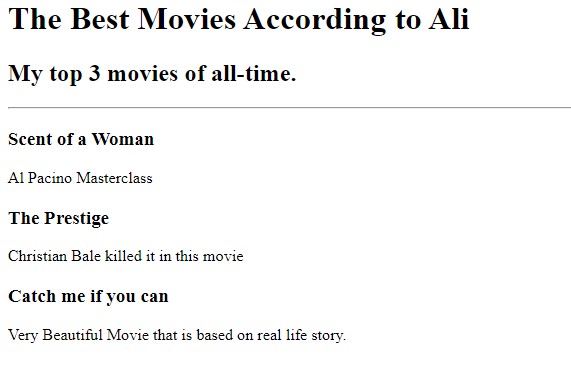 The Best Movies According to Ali
My top 3 movies of all-time.
Scent of a Woman
Al Pacino Masterclass
The Prestige
Christian Bale killed it in this movie
Catch me if you can
Very Beautiful Movie that is based on real life story.